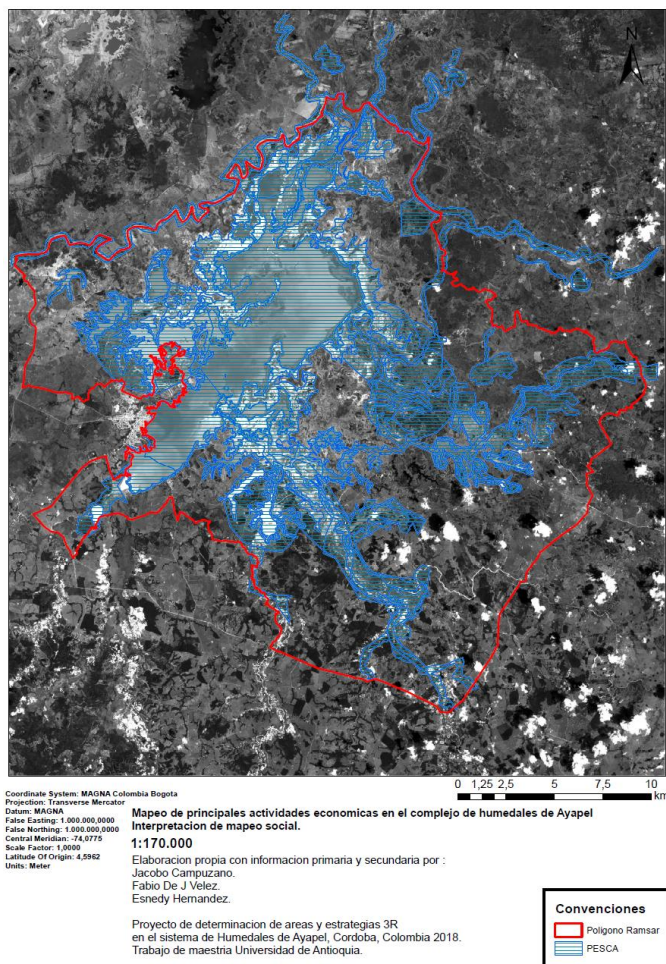 N
0 1,25 2,5 5 7,5 10
km
Coordinate System: MAGNA Colombia Bogota
Projection: Transverse Mercator
Datum: MAGNA
False Easting: 1.000.000,0000
False Northing: 1.000.000,0000
Central Meridian: -74,0775
Scale Factor: 1,0000
Latitude Of Origin: 4,5962
Units: Meter
Mapeo de principales actividades economicas en el complejo de humedales de Ayapel
Interpretacion de mapeo social.
1:170.000
Elaboracion propia con informacion primaria y secundaria por :
Jacobo Campuzano.
Fabio De J Velez.
Esnedy Hernandez.
Proyecto de determinacion de areas y estrategias 3R
en el sistema de Humedales de Ayapel, Cordoba, Colombia 2018.
Trabajo de maestria Universidad de Antioquia.
Convenciones
Polígono Ramsar
PESCA